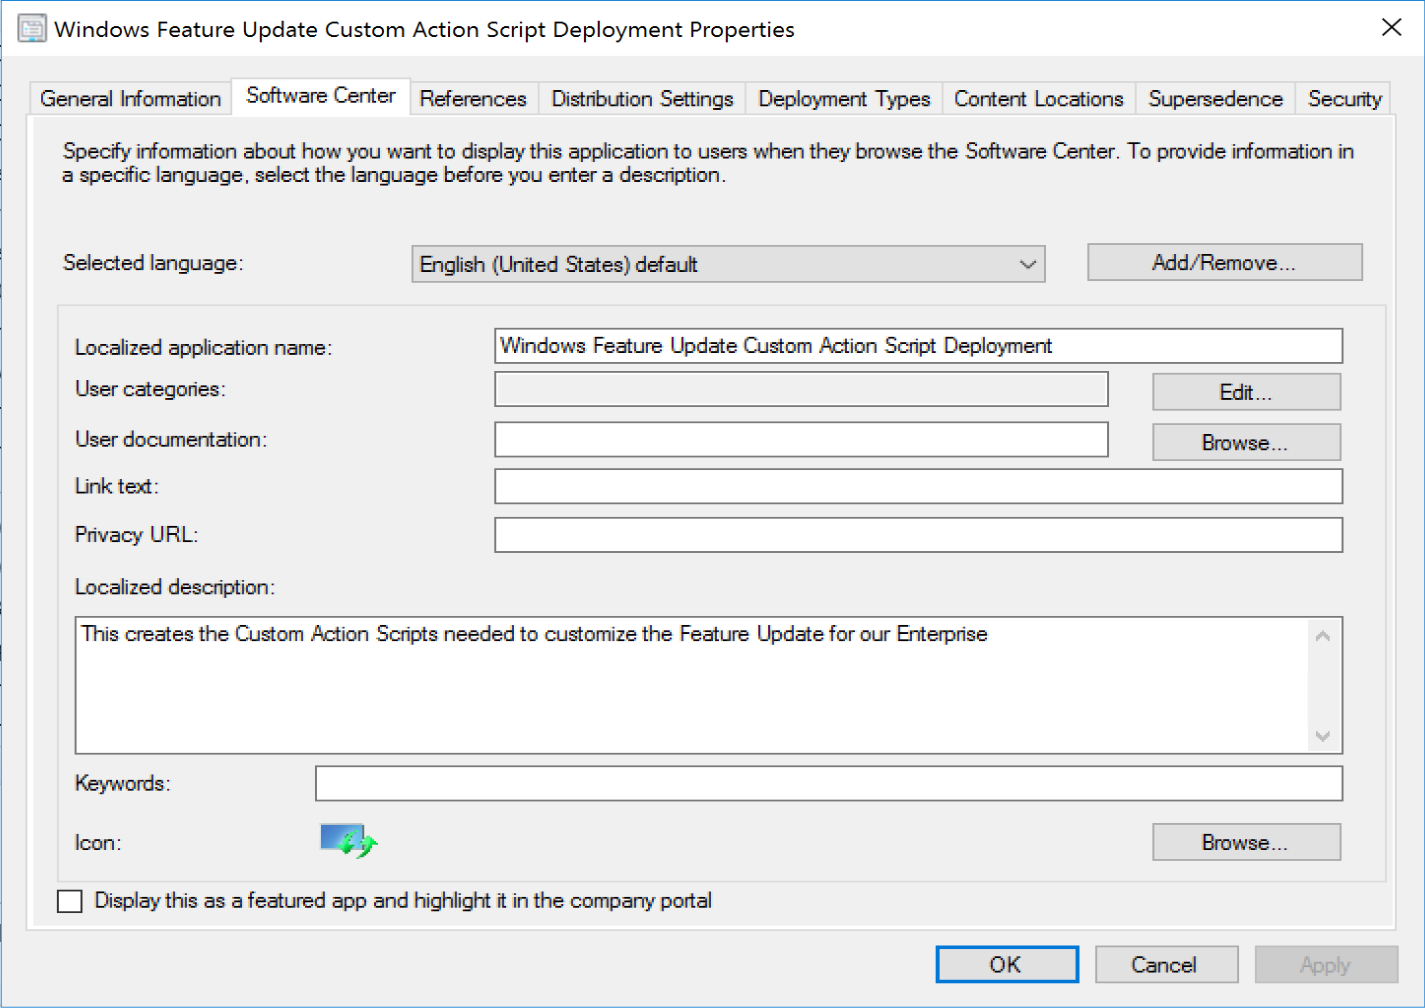 Windows Feature Update Custom Action Script Deployment Properties
General Information Software Center References Distribution Settings Deployment Types Content Locations Supersedence Security
Specify information about how you want to display this application to users when they browse the Software Center. To provide information in
a specific language, select the language before you enter a description.
Selected language: English (United States) default Add/Remove...
Localized application name: Windows Feature Update Custom Action Script Deployment
User categories: Edit...
User documentation: Browse...
Link text:
Privacy URL:
Localized description:
This creates the Custom Action Scripts needed to customize the Feature Update for our Enterprise
Keywords:
Icon: Browse...
Display this as a featured app and highlight it in the company portal
OK Cancel Apply